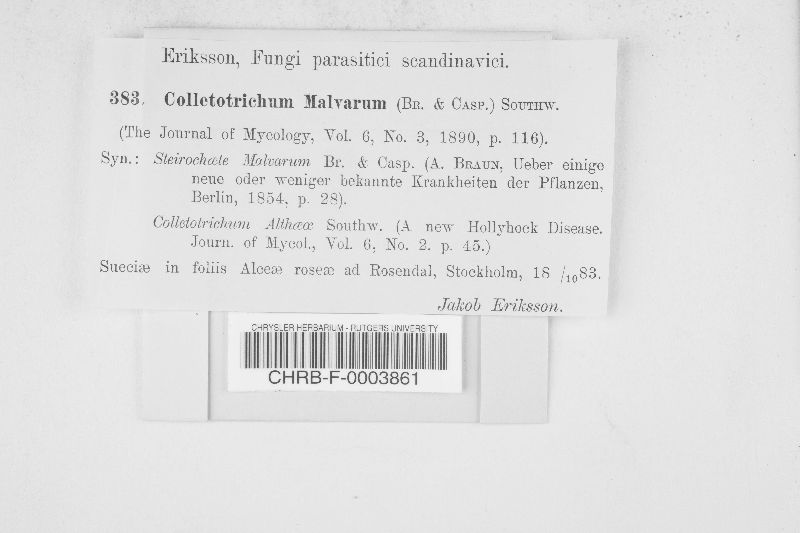 Eriksson, Fungi parasitici scandinavici.
383. Colletotrichum Malvarum (Br. & Casp.) Southw.
(The Journal of Mycology, Vol. 6, No. 3, 1890, p. 116).
Syn.: Steirochæte Malvarum Br. & Casp. (A. Braun, Ueber einige
neue oder weniger bekannte Krankheiten der Pflanzen,
Berlin, 1854, p. 28).
Colletotrichum Althææ Southw. (A new Hollyhock Disease.
Journ. of Mycol., Vol. 6, No. 2. p. 45.)
Sueciæ in foliis Alceæ roseæ ad Rosendal, Stockholm, 18 /10 83.
Jakob Eriksson.
CHRYSLER HERBARIUM - RUTGERS UNIVERSITY
CHRB-F-0003861